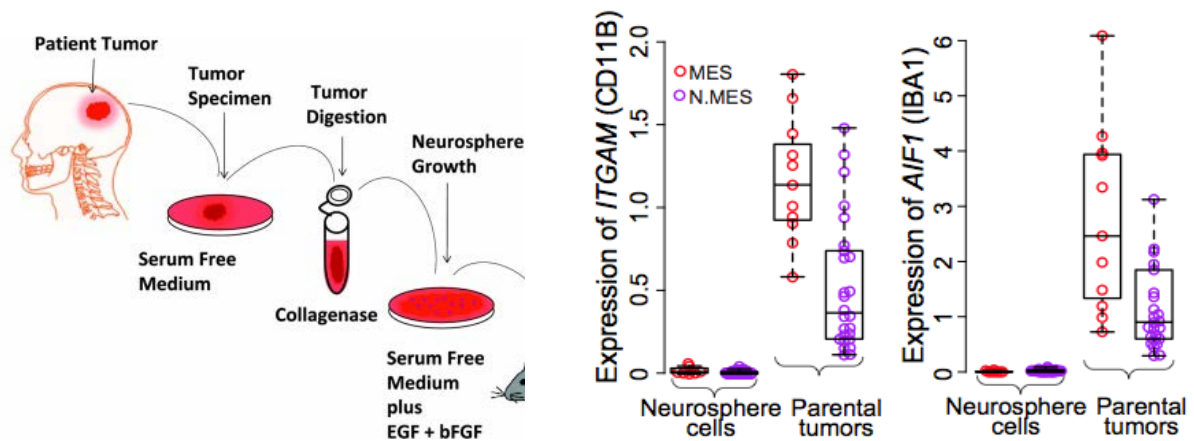 Patient Tumor
Tumor
Specimen
Tumor
Digestion
Neurosphere
Growth
Serum Free
Medium
Collagenase
Serum Free
Medium
plus
EGF + bFGF
Expression of ITGAM (CD11B)
2.0
1.5
1.0
0.5
0
MES
N.MES
Neurosphere
cells
Parental
tumors
Expression of AIF1 (IBA1)
6
5
4
3
2
1
0
Neurosphere
cells
Parental
tumors